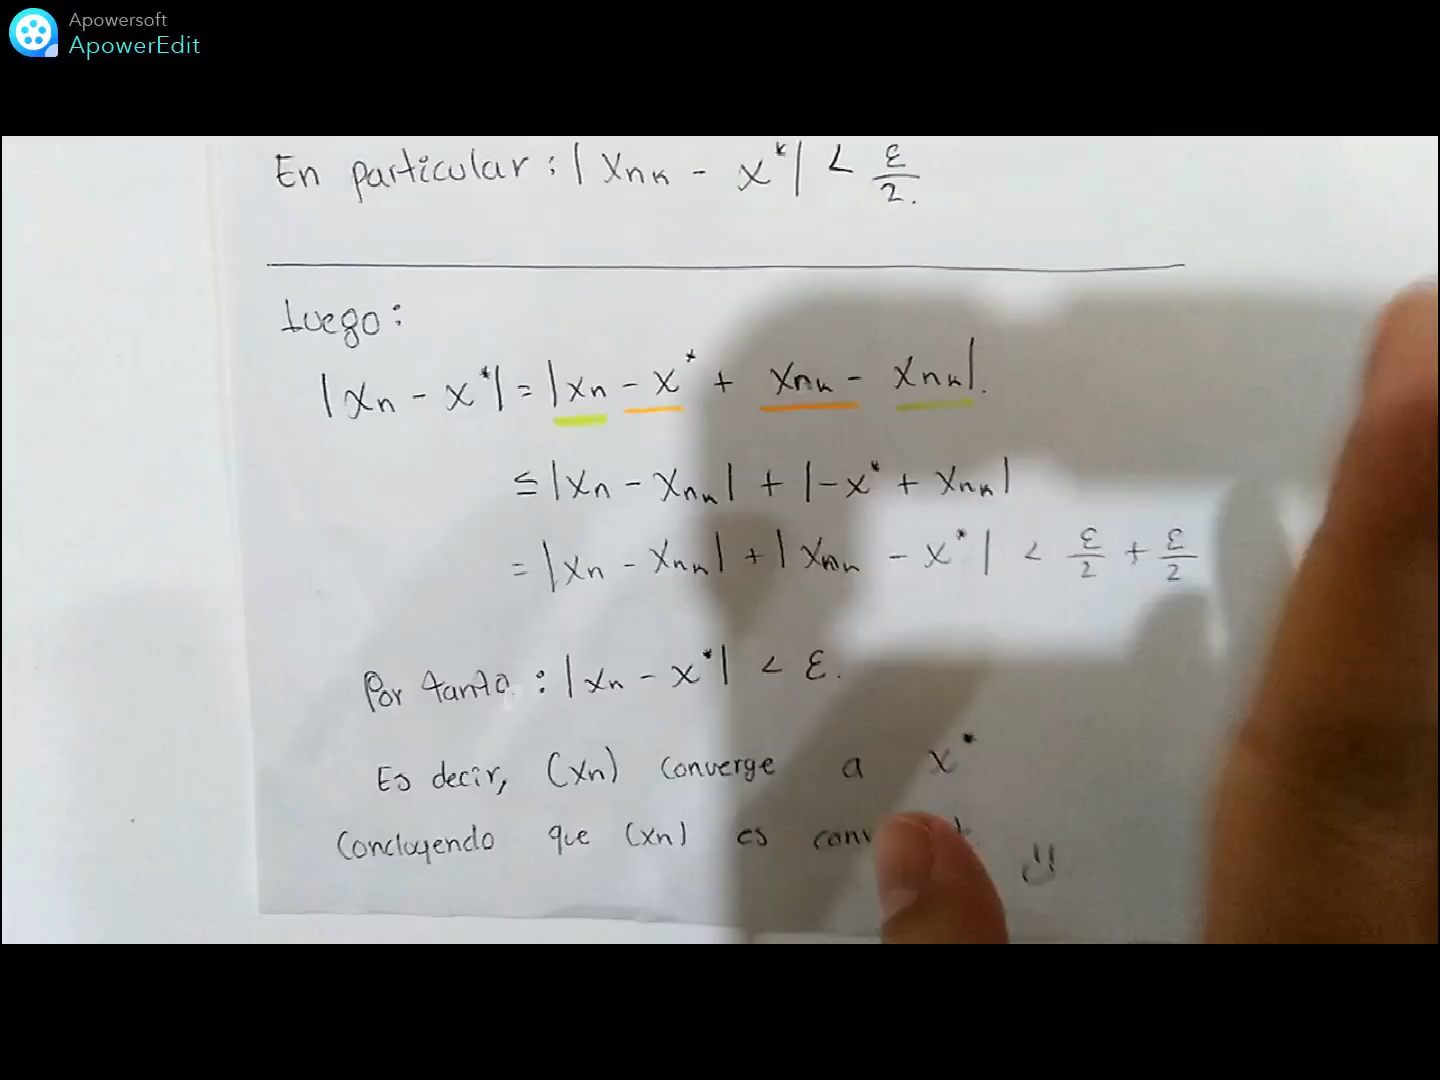 Apowersoft
ApowerEdit
En particular: | Xnk - x* | < ε/2.
Luego:
| Xn - x* | = | Xn - x* + Xnk - Xnk |.
≤ | Xn - Xnk | + | -x* + Xnk |
= | Xn - Xnk | + | Xnk - x* | < ε/2 + ε/2
Por tanto: | Xn - x* | < ε.
Es decir, (Xn) converge a x*
Concluyendo que (Xn) es